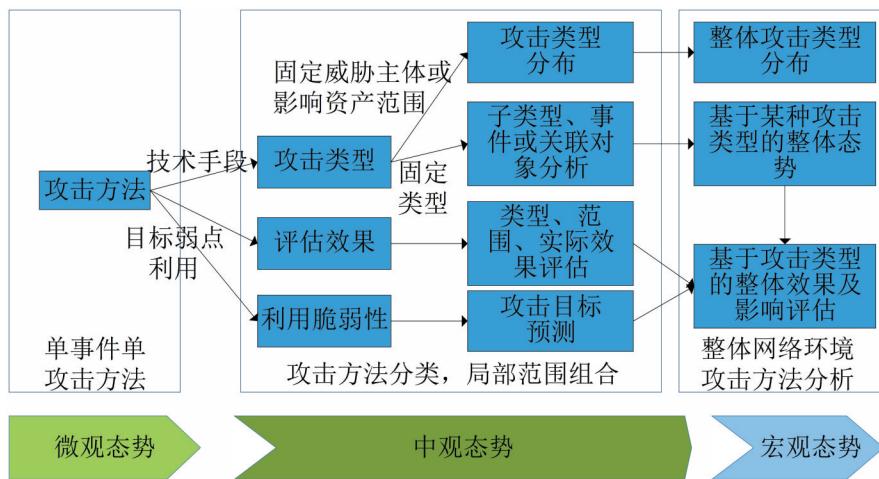 攻击方法
单事件单
攻击方法
技术手段
目标弱点
利用
固定威胁主体或
影响资产范围
攻击类型
固定
类型
评估效果
利用脆弱性
攻击类型
分布
子类型、事
件或关联对
象分析
类型、范
围、实际效
果评估
攻击目标
预测
攻击方法分类，局部范围组合
整体攻击类型
分布
基于某种攻击
类型的整体态
势
基于攻击类型
的整体效果及
影响评估
整体网络环境
攻击方法分析
微观态势
中观态势
宏观态势